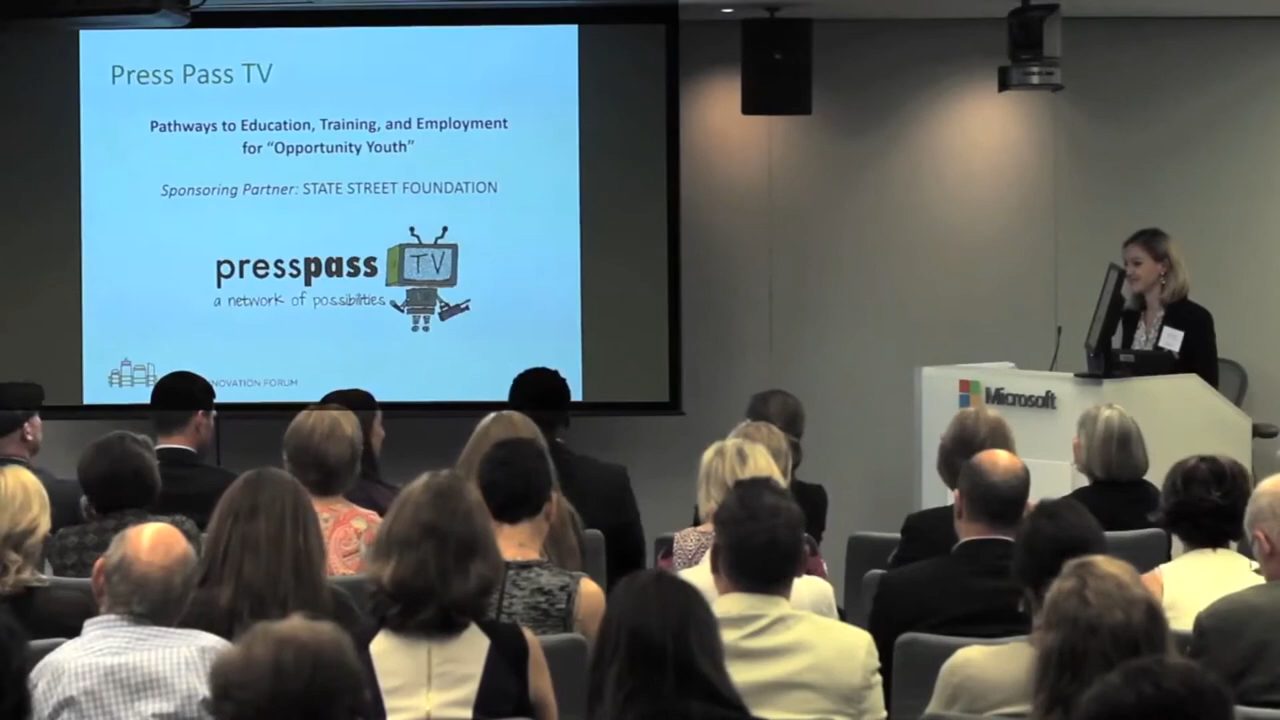 Press Pass TV
Pathways to Education, Training, and Employment
for “Opportunity Youth”
Sponsoring Partner: STATE STREET FOUNDATION
presspass TV
a network of possibilities
NOVATION FORUM
Microsoft